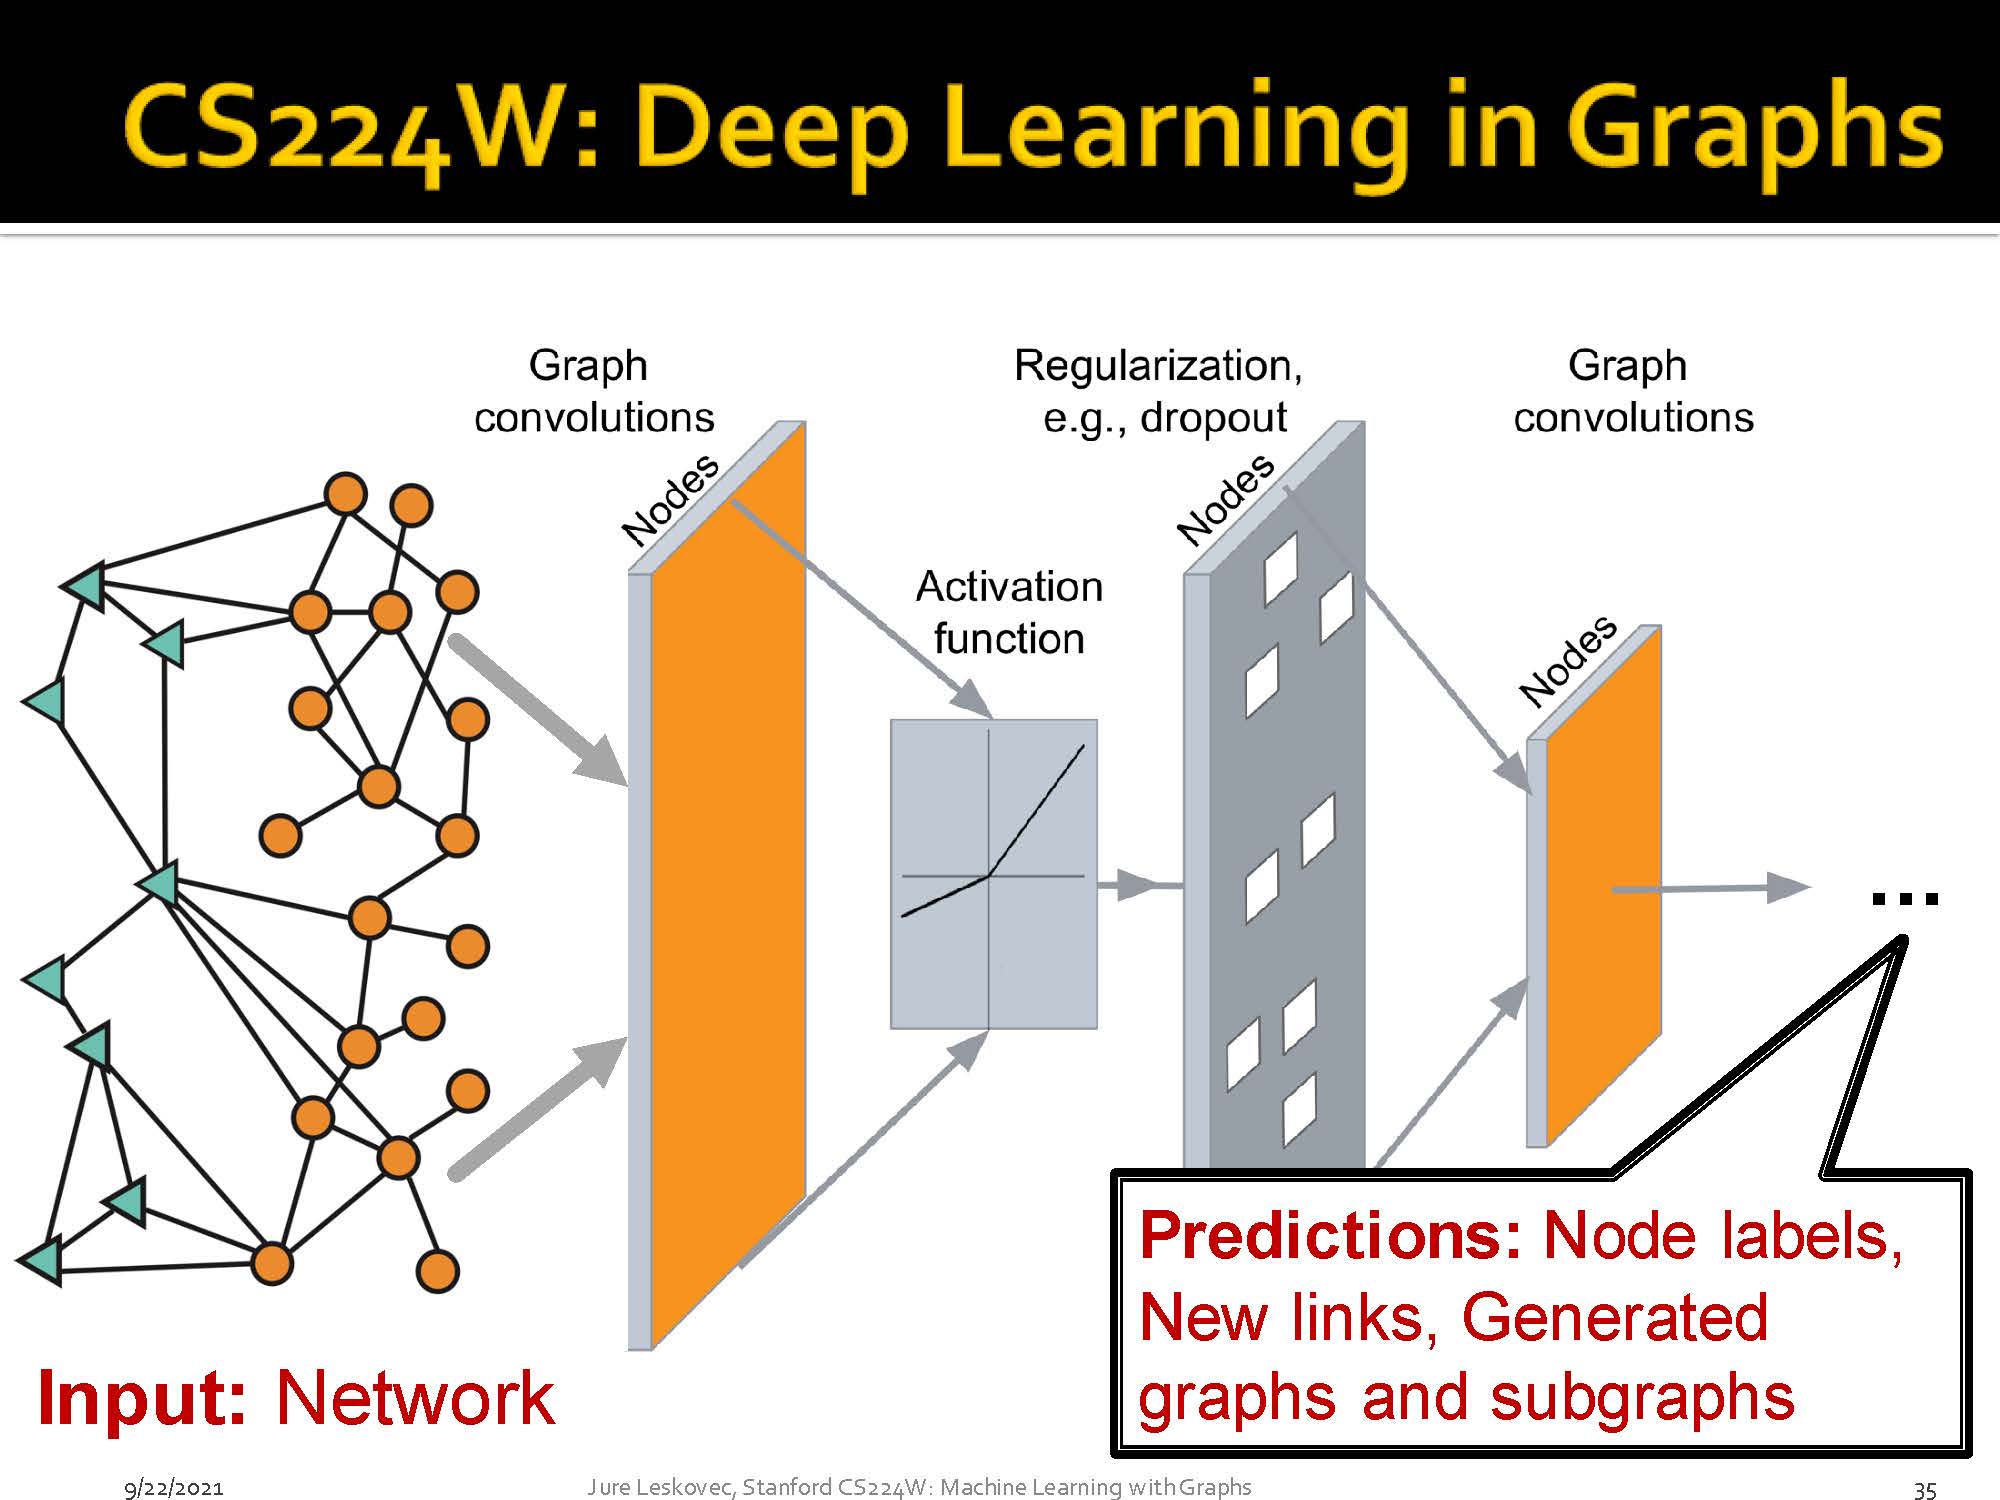 CS224W: Deep Learning in Graphs
Graph
convolutions
Regularization,
e.g., dropout
Graph
convolutions
Nodes
Nodes
Activation
function
Nodes
...
Predictions: Node labels,
New links, Generated
graphs and subgraphs
Input: Network
9/22/2021
Jure Leskovec, Stanford CS224W: Machine Learning with Graphs
35